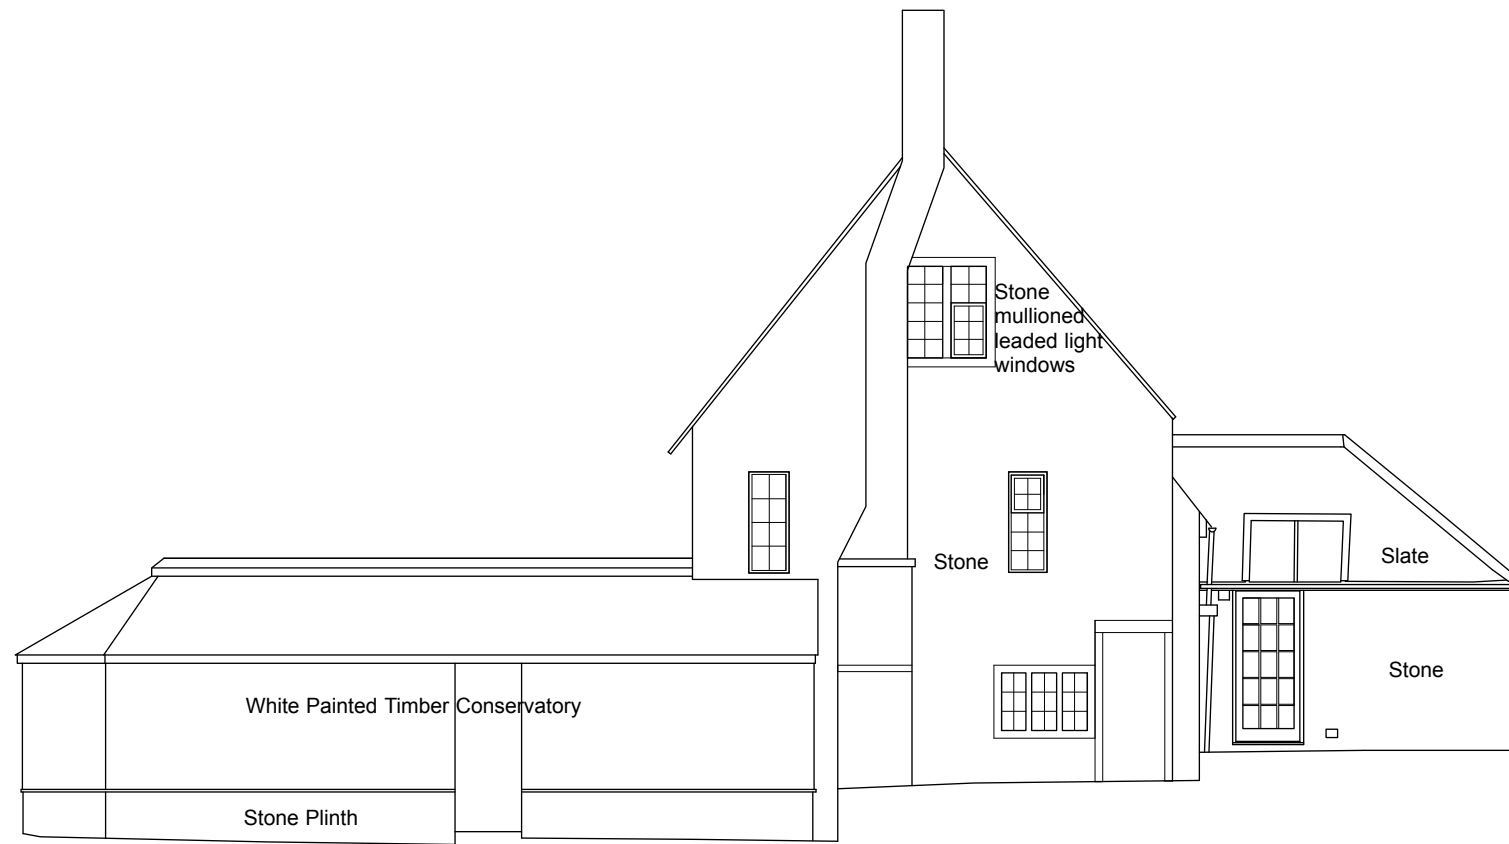 Stone
mullioned
leaded light
windows
Stone
Slate
Stone
White Painted Timber Conservatory
Stone Plinth